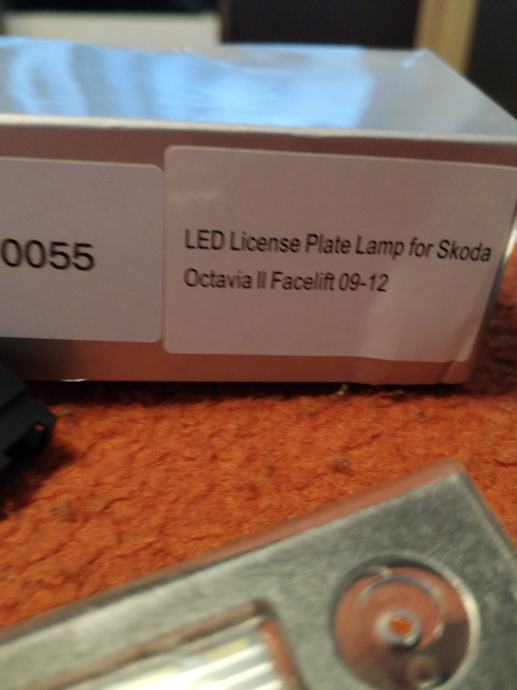 0055
LED License Plate Lamp for Skoda
Octavia II Facelift 09-12